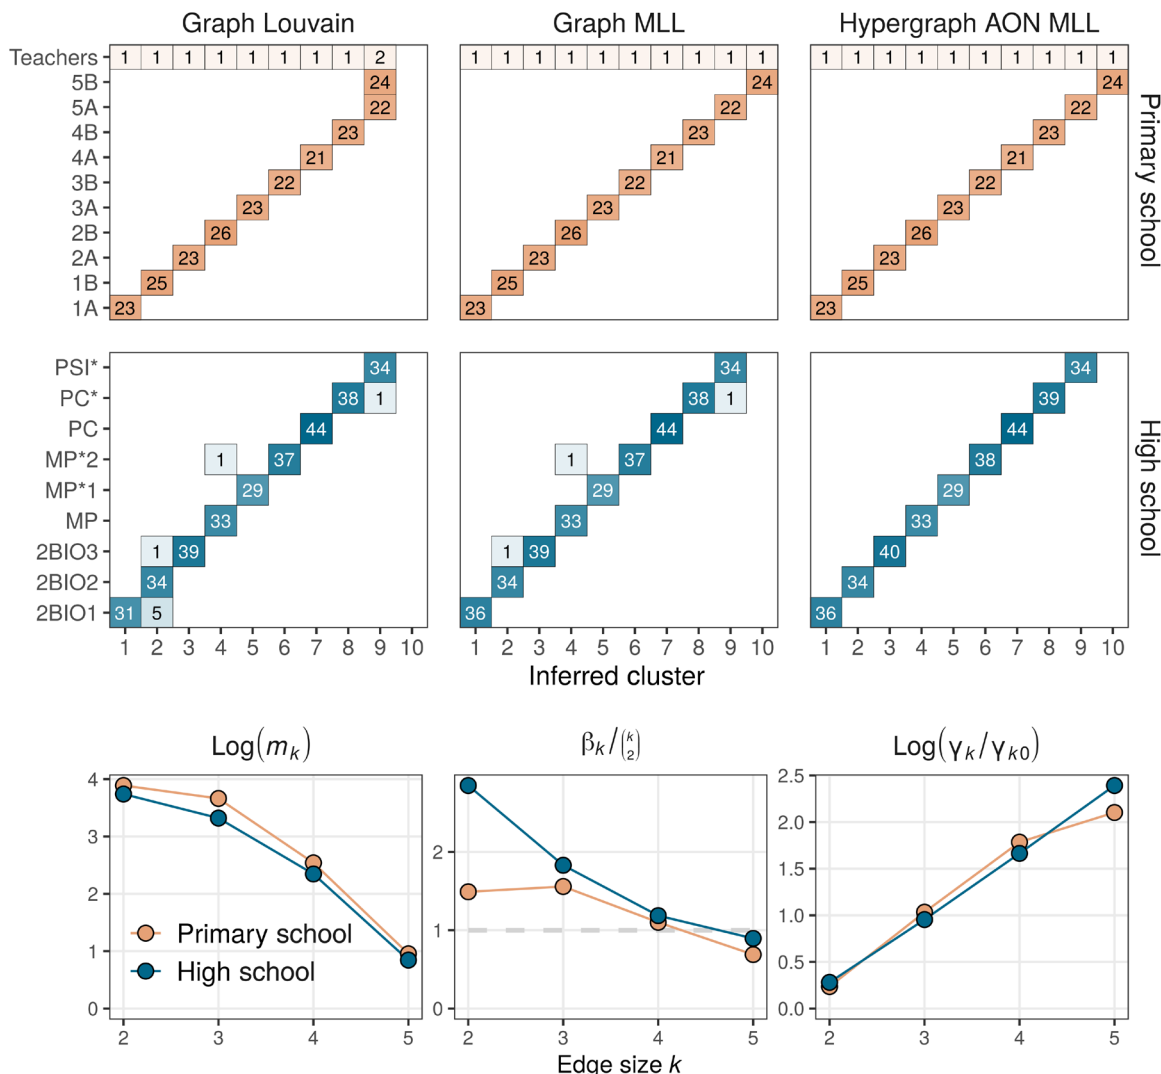 Graph Louvain Graph MLL Hypergraph AON MLL
Teachers 1 1 1 1 1 1 1 1 2 1 1 1 1 1 1 1 1 1 1 1 1 1 1 1 1 1 1 1 1
5B 24 24 24
5A 22 22 22
4B 23 23 23
4A 21 21 21
3B 22 22 22
3A 23 23 23
2B 26 26 26
2A 23 23 23
1B 25 25 25
1A 23 23 23
Primary school
PSI* 34 34 34
PC* 38 1 38 1 39
PC 44 44 44
MP*2 1 37 1 37 38
MP*1 29 29 29
MP 33 33 33
2BIO3 1 39 1 39 40
2BIO2 34 34 34
2BIO1 31 5 36 36
High school
1 2 3 4 5 6 7 8 9 10 1 2 3 4 5 6 7 8 9 10 1 2 3 4 5 6 7 8 9 10
Inferred cluster
Log(mₖ) βₖ/(k 2) Log(γₖ/γₖ₀)
4 3 2 1 0
Primary school
High school
2 3 4 5
2 1 0
2 3 4 5
2.5 2.0 1.5 1.0 0.5 0.0
2 3 4 5
Edge size k